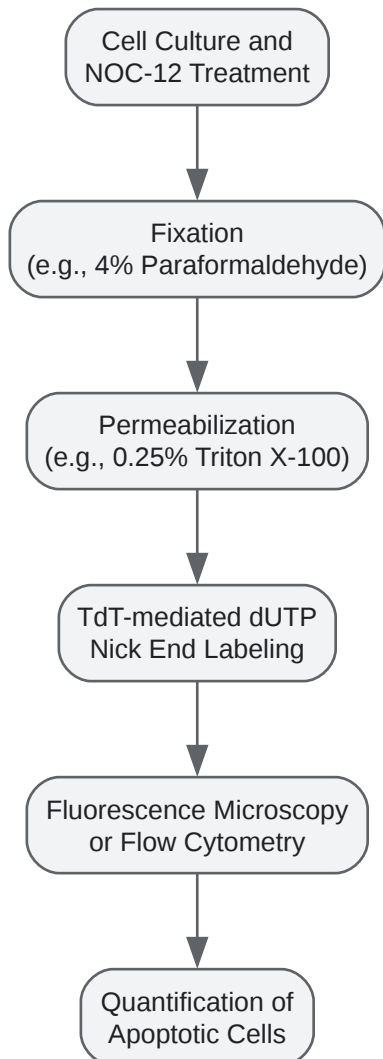 Cell Culture and
NOC-12 Treatment
Fixation
(e.g., 4% Paraformaldehyde)
Permeabilization
(e.g., 0.25% Triton X-100)
TdT-mediated dUTP
Nick End Labeling
Fluorescence Microscopy
or Flow Cytometry
Quantification of
Apoptotic Cells